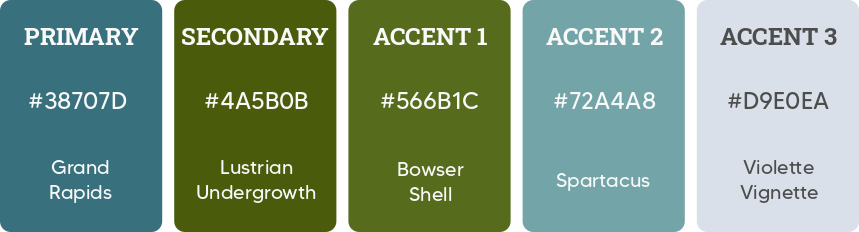 PRIMARY
#38707D
Grand
Rapids
SECONDARY
#4A5B0B
Lustrian
Undergrowth
ACCENT 1
#566B1C
Bowser
Shell
ACCENT 2
#72A4A8
Spartacus
ACCENT 3
#D9E0EA
Violette
Vignette